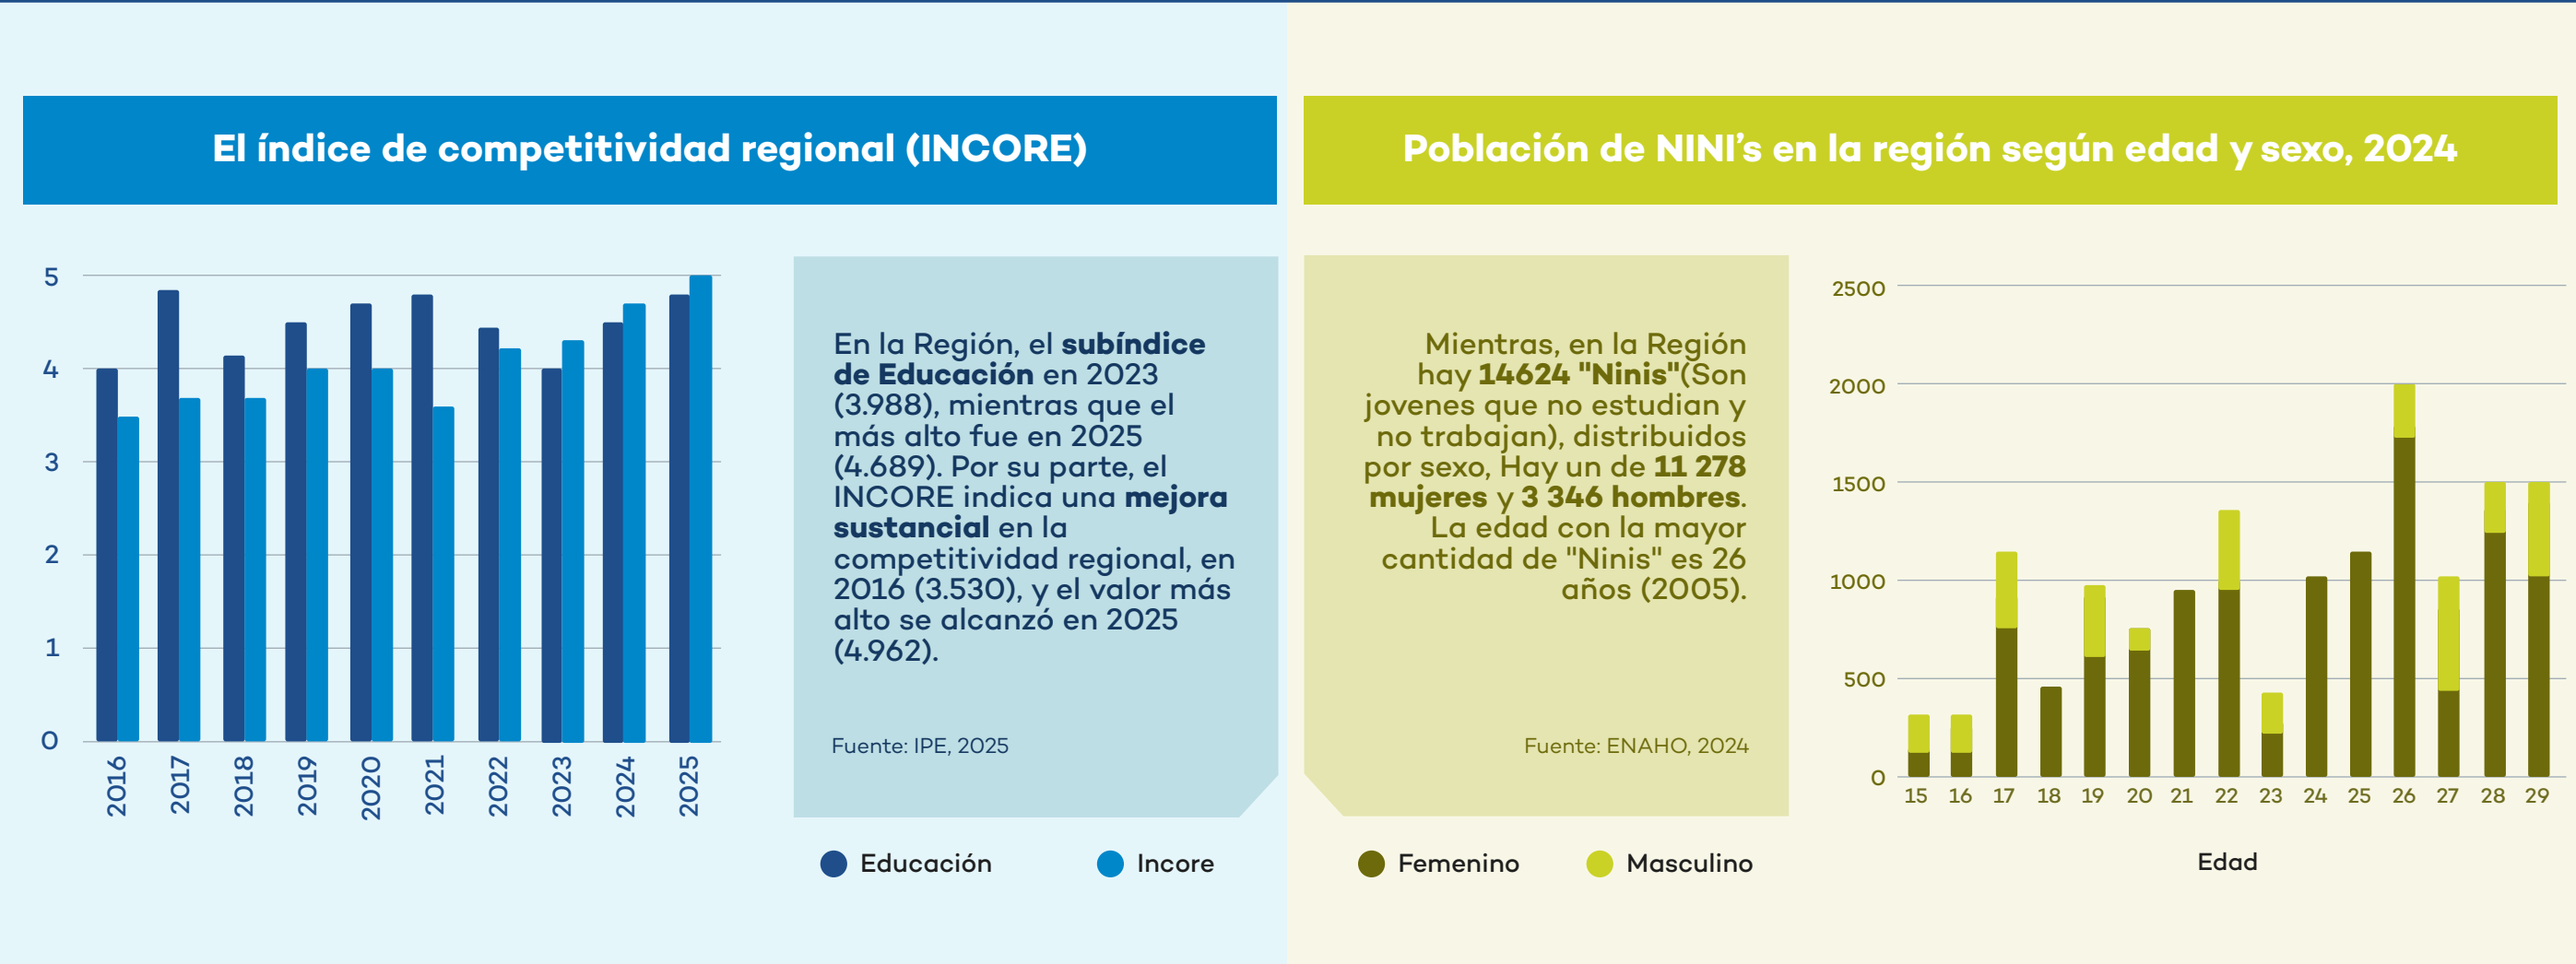 El índice de competitividad regional (INCORE)
5
4
3
2
1
0
2016
2017
2018
2019
2020
2021
2022
2023
2024
2025
En la Región, el subíndice
de Educación en 2023
(3.988), mientras que el
más alto fue en 2025
(4.689). Por su parte, el
INCORE indica una mejora
sustancial en la
competitividad regional, en
2016 (3.530), y el valor más
alto se alcanzó en 2025
(4.962).
Fuente: IPE, 2025
Educación
Incore
Población de NINI’s en la región según edad y sexo, 2024
Mientras, en la Región
hay 14624 "Ninis"(Son
jovenes que no estudian y
no trabajan), distribuidos
por sexo, Hay un de 11 278
mujeres y 3 346 hombres.
La edad con la mayor
cantidad de "Ninis" es 26
años (2005).
Fuente: ENAHO, 2024
Femenino
Masculino
2500
2000
1500
1000
500
0
15 16 17 18 19 20 21 22 23 24 25 26 27 28 29
Edad